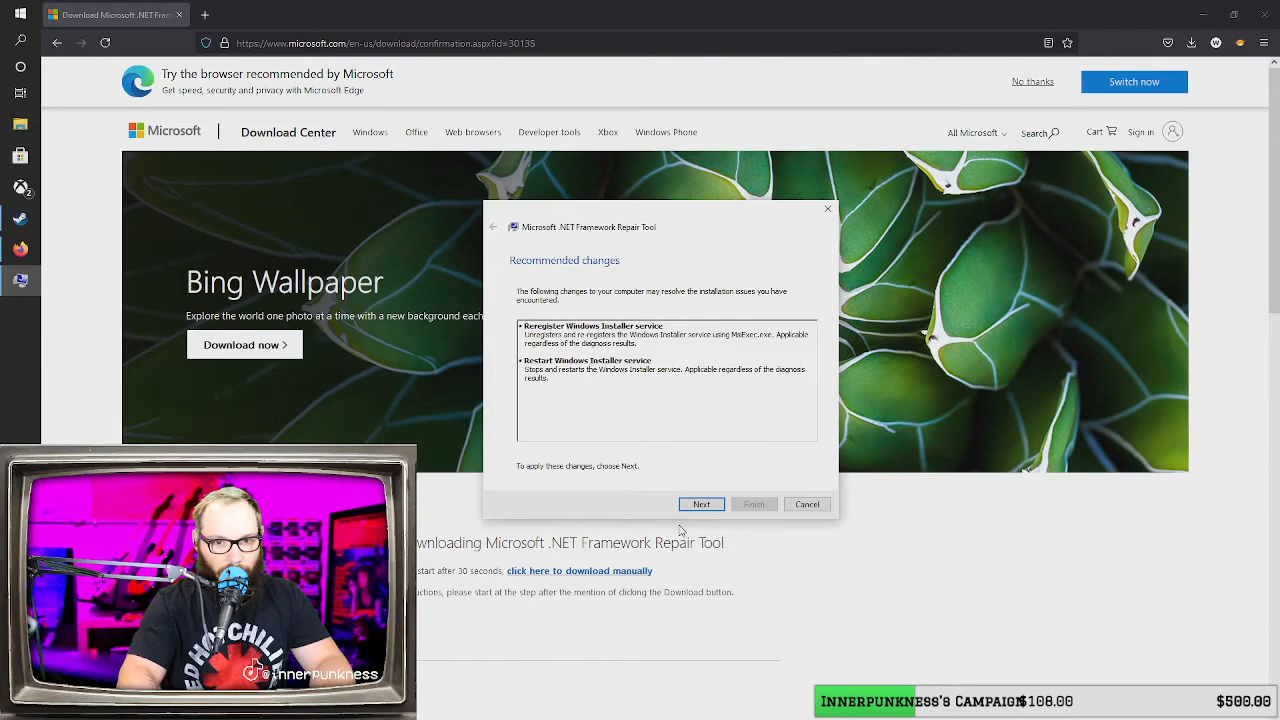 Download Microsoft .NET Fram
https://www.microsoft.com/en-us/download/confirmation.aspx?id=30135
Try the browser recommended by Microsoft
Get speed, security and privacy with Microsoft Edge
No thanks
Switch now
Microsoft
Download Center
Windows
Office
Web browsers
Developer tools
Xbox
Windows Phone
All Microsoft
Search
Cart
Sign in
2
Bing Wallpaper
Explore the world one photo at a time with a new background each
Download now >
Microsoft .NET Framework Repair Tool
Recommended changes
The following changes to your computer may resolve the installation issues you have
encountered.
• Reregister Windows Installer service
Unregisters and re-registers the Windows Installer service using MsiExec.exe. Applicable
regardless of the diagnosis results.
• Restart Windows Installer service
Stops and restarts the Windows Installer service. Applicable regardless of the diagnosis
results.
To apply these changes, choose Next.
Next
Finish
Cancel
wnloading Microsoft .NET Framework Repair Tool
start after 30 seconds, click here to download manually
uctions, please start at the step after the mention of clicking the Download button.
RED HOT CHILI
@innerpunkness
Innerpunkness's Campaign
$108.00
$500.00